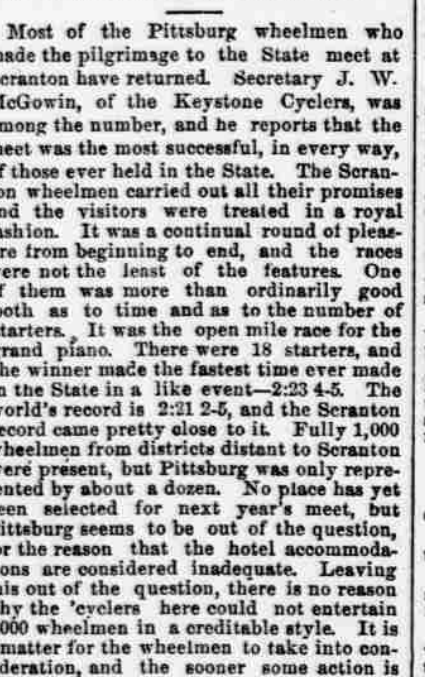 Most of the Pittsburg wheelmen who
ade the pilgrimage to the State meet at
cranton have returned. Secretary J. W.
McGowin, of the Keystone Cyclers, was
mong the number, and he reports that the
eet was the most successful, in every way,
f those ever held in the State. The Scran-
on wheelmen carried out all their promises
nd the visitors were treated in a royal
ashion. It was a continual round of pleas-
re from beginning to end, and the races
ere not the least of the features. One
f them was more than ordinarily good
oth as to time and as to the number of
tarters. It was the open mile race for the
rand piano. There were 18 starters, and
he winner made the fastest time ever made
n the State in a like event—2:23 4-5. The
orld's record is 2:21 2-5, and the Scranton
ecord came pretty close to it. Fully 1,000
heelmen from districts distant to Scranton
ere present, but Pittsburg was only repre-
ented by about a dozen. No place has yet
een selected for next year's meet, but
ittsburg seems to be out of the question,
or the reason that the hotel accommoda-
ons are considered inadequate. Leaving
his out of the question, there is no reason
hy the 'cyclers here could not entertain
000 wheelmen in a creditable style. It is
matter for the wheelmen to take into con-
deration, and the sooner some action is